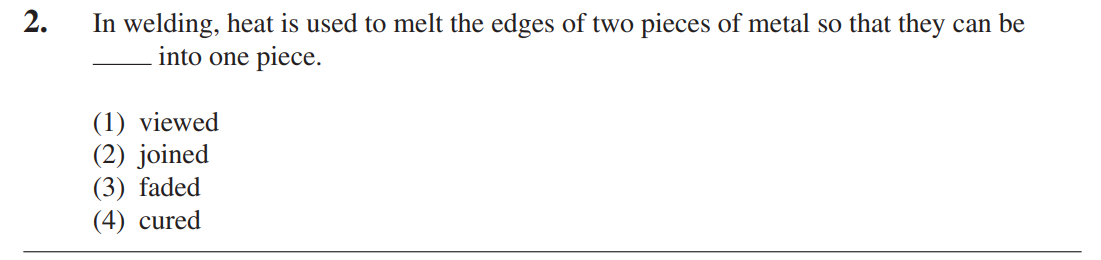 2. In welding, heat is used to melt the edges of two pieces of metal so that they can be
____ into one piece.
(1) viewed
(2) joined
(3) faded
(4) cured